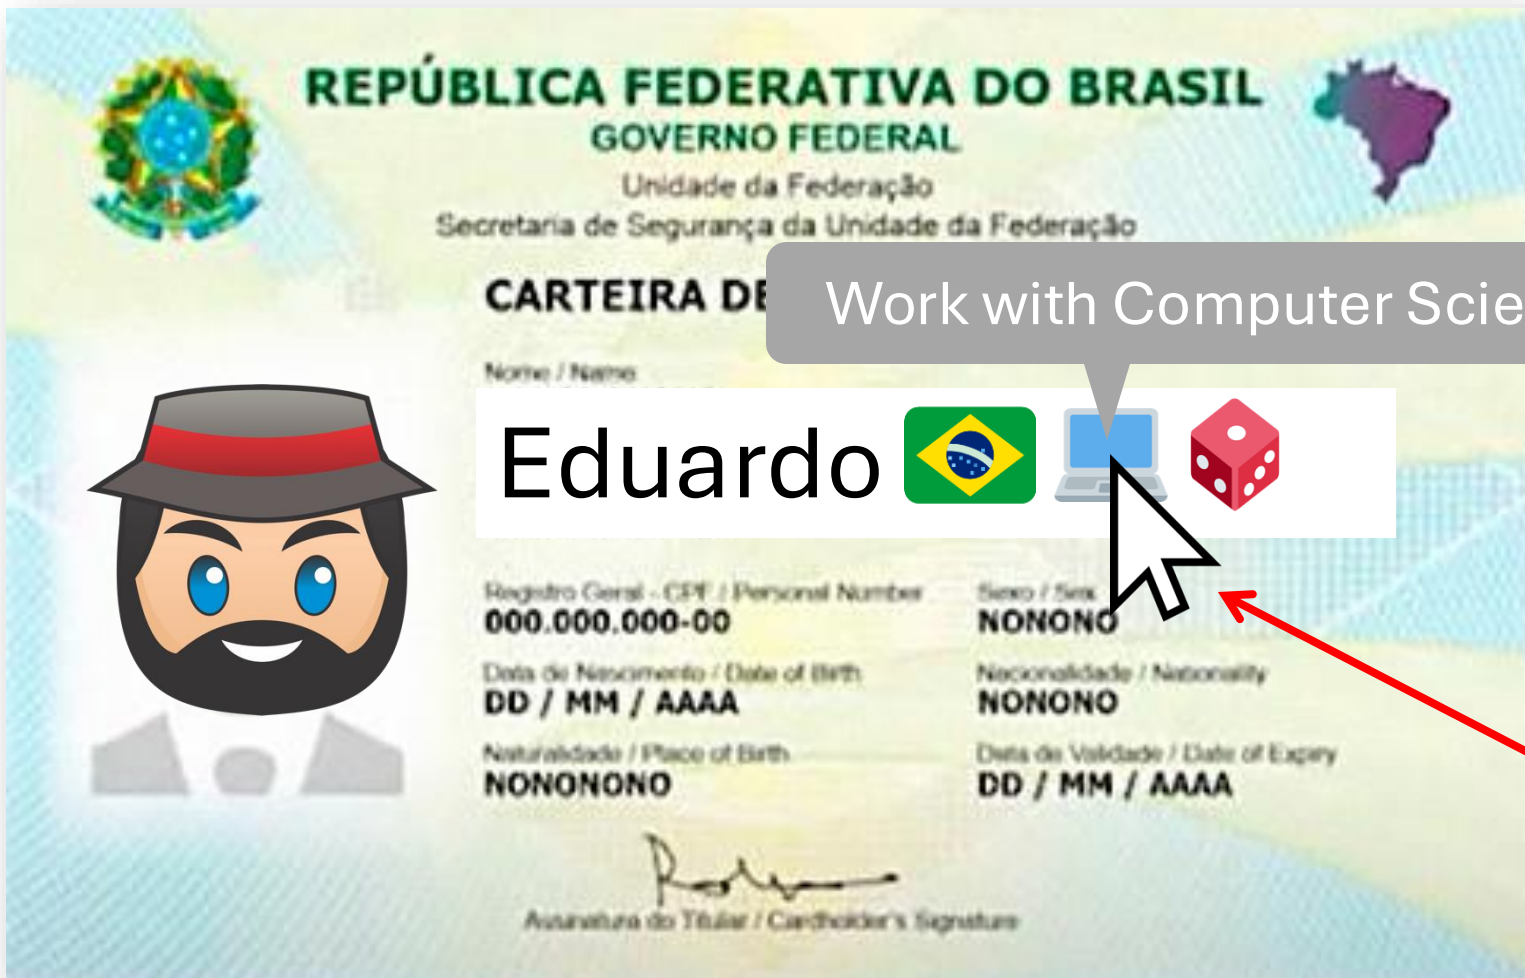 REPÚBLICA FEDERATIVA DO BRASIL
GOVERNO FEDERAL
Unidade da Federação
Secretaria de Segurança da Unidade da Federação
CARTEIRA DE
Work with Computer Scie
Nome / Name
Eduardo
Registro Geral - CPF / Personal Number
000.000.000-00
Sexo / Sex
NONONO
Data de Nascimento / Date of Birth
DD / MM / AAAA
Nacionalidade / Nationality
NONONO
Naturalidade / Place of Birth
NONONONO
Data de Validade / Date of Expiry
DD / MM / AAAA
Assinatura do Titular / Cardholder's Signature